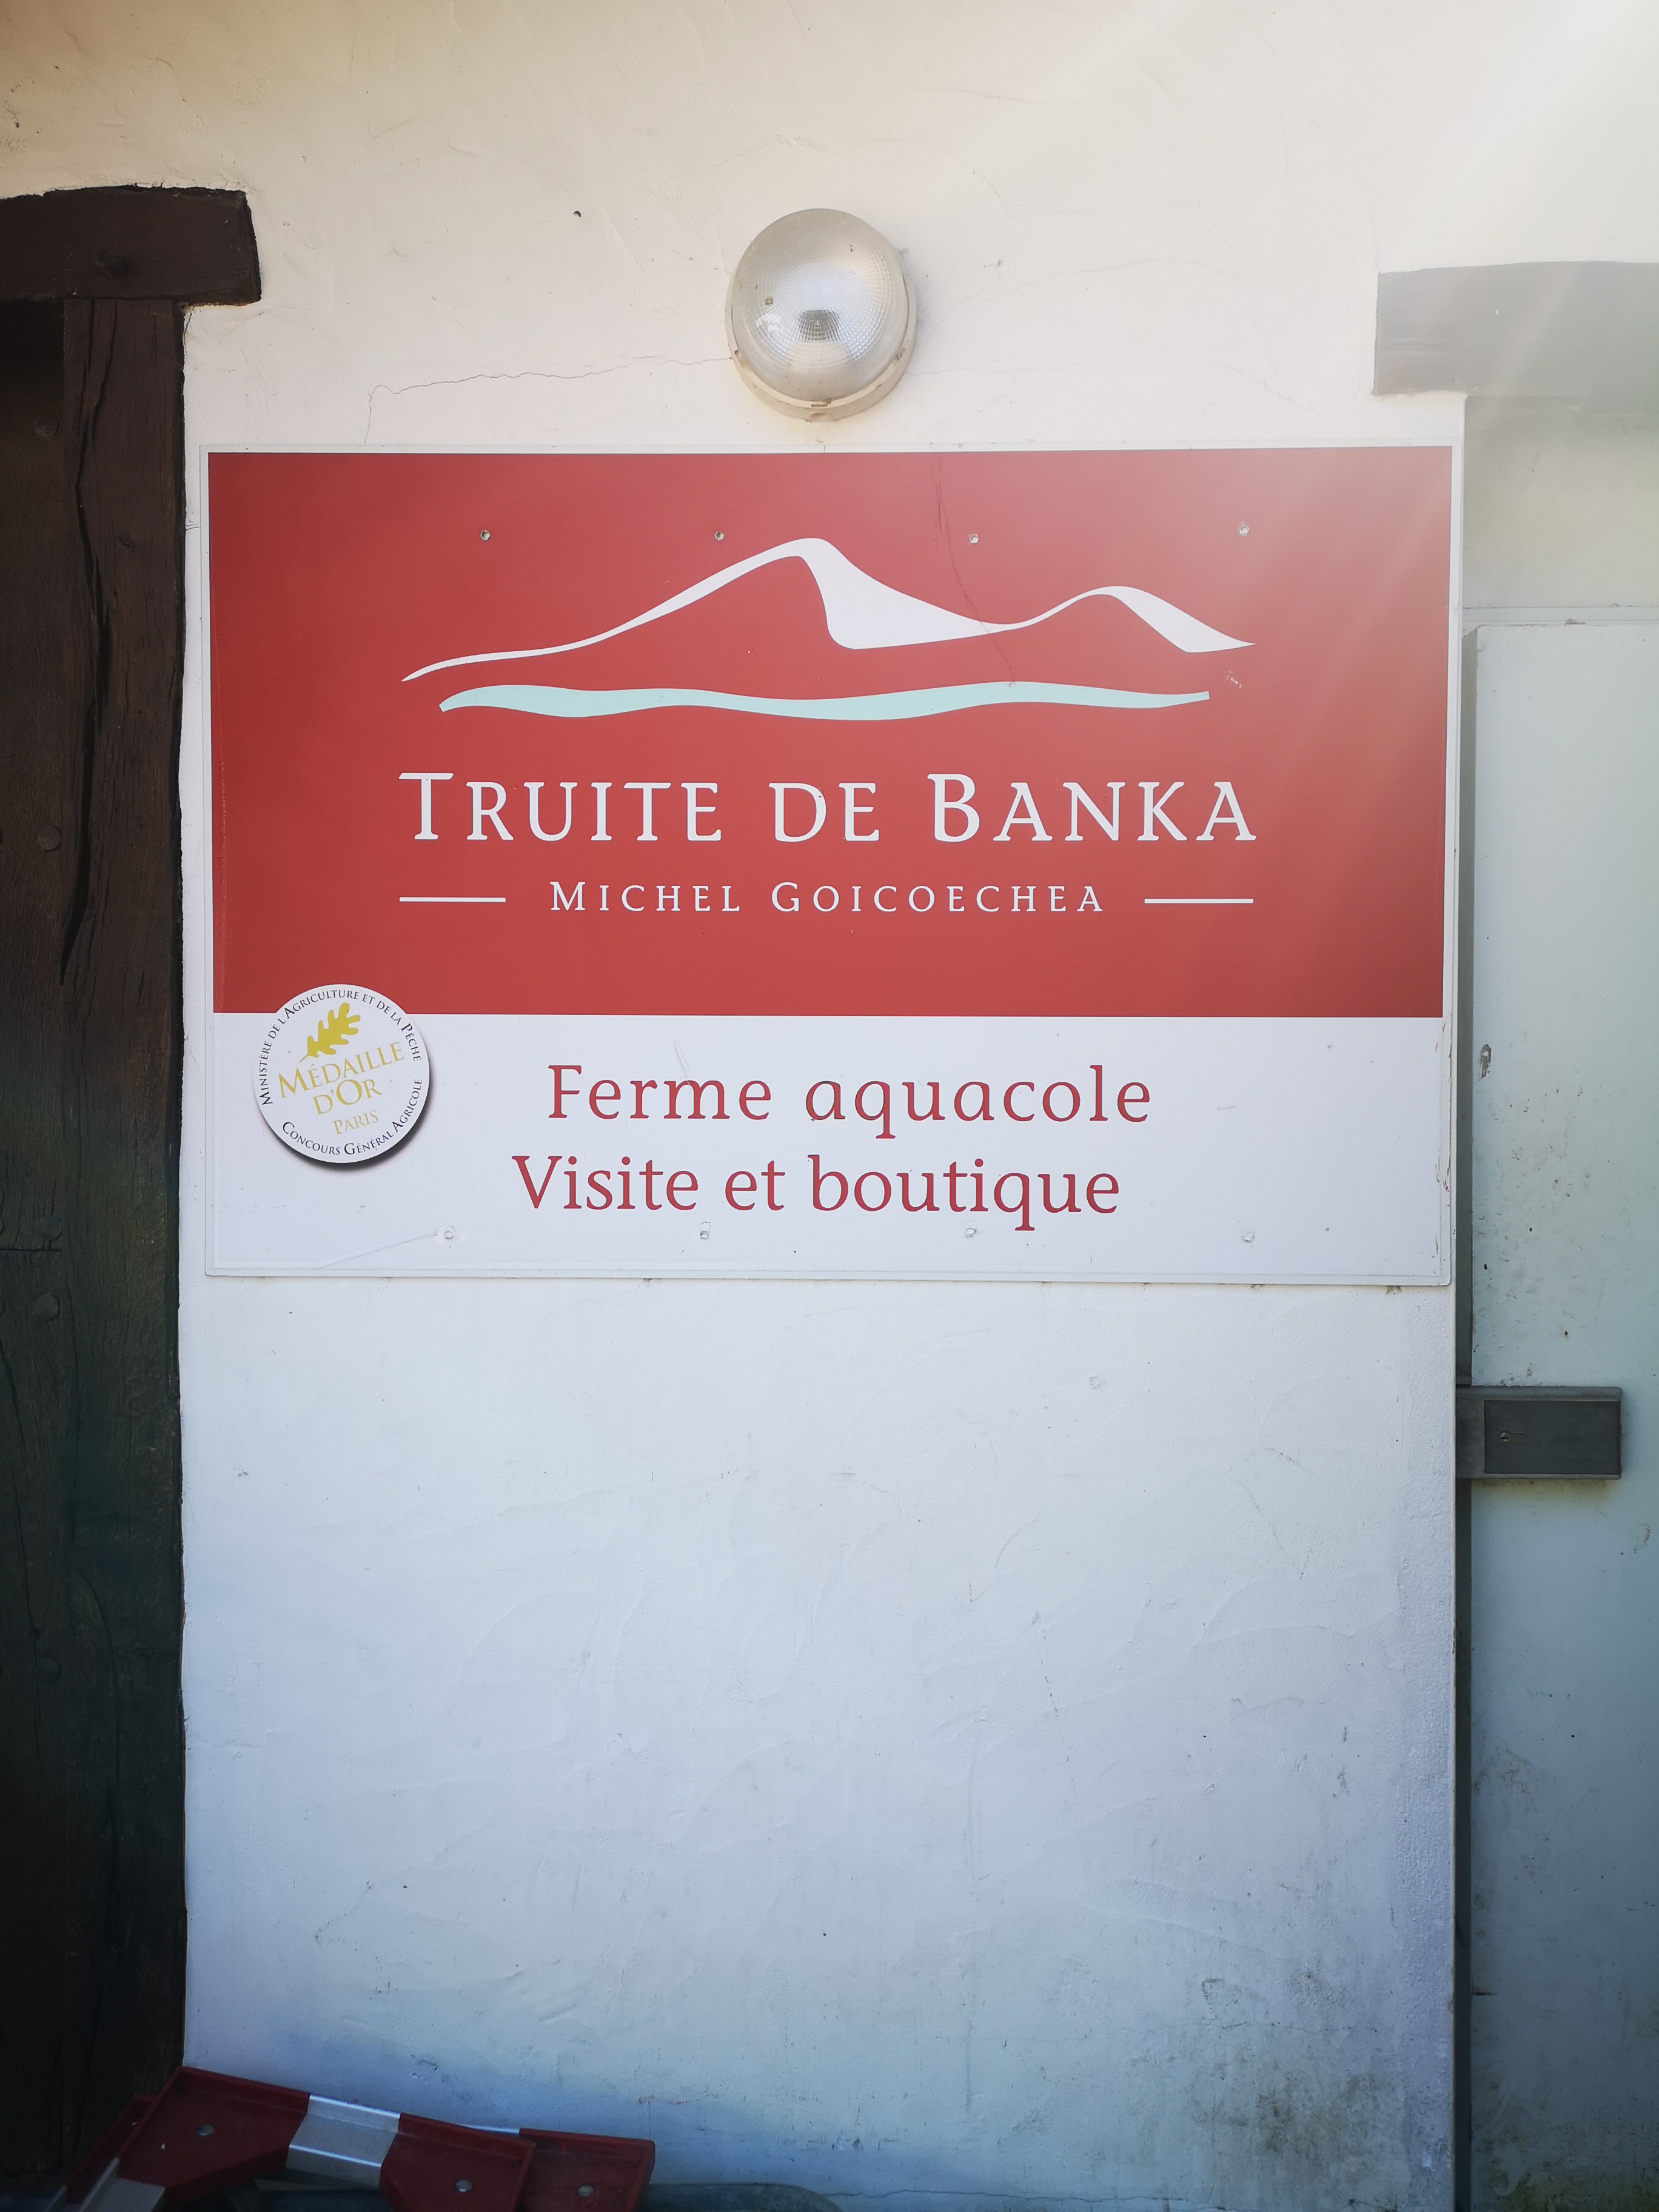 TRUITE DE BANKA
MICHEL GOICOECHEA
MINISTÈRE DE L'AGRICULTURE ET DE LA PÊCHE
MÉDAILLE
D'OR
PARIS
CONCOURS GÉNÉRAL AGRICOLE
Ferme aquacole
Visite et boutique